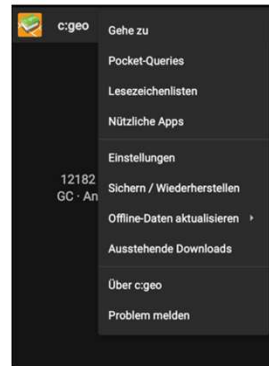 c:geo
Gehe zu
Pocket-Queries
Lesezeichenlisten
Nützliche Apps
Einstellungen
12182
Sichern / Wiederherstellen
GC · An
Offline-Daten aktualisieren
Ausstehende Downloads
Über c:geo
Problem melden